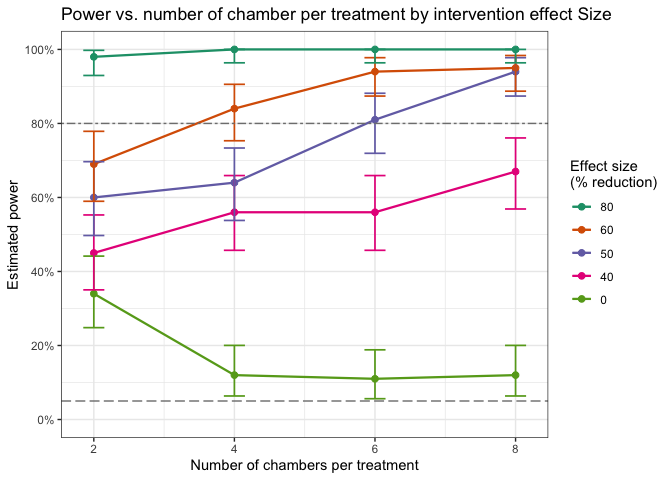 Power vs. number of chamber per treatment by intervention effect Size
100%
80%
60%
40%
20%
0%
Estimated power
2 4 6 8
Number of chambers per treatment
Effect size
(% reduction)
80
60
50
40
0